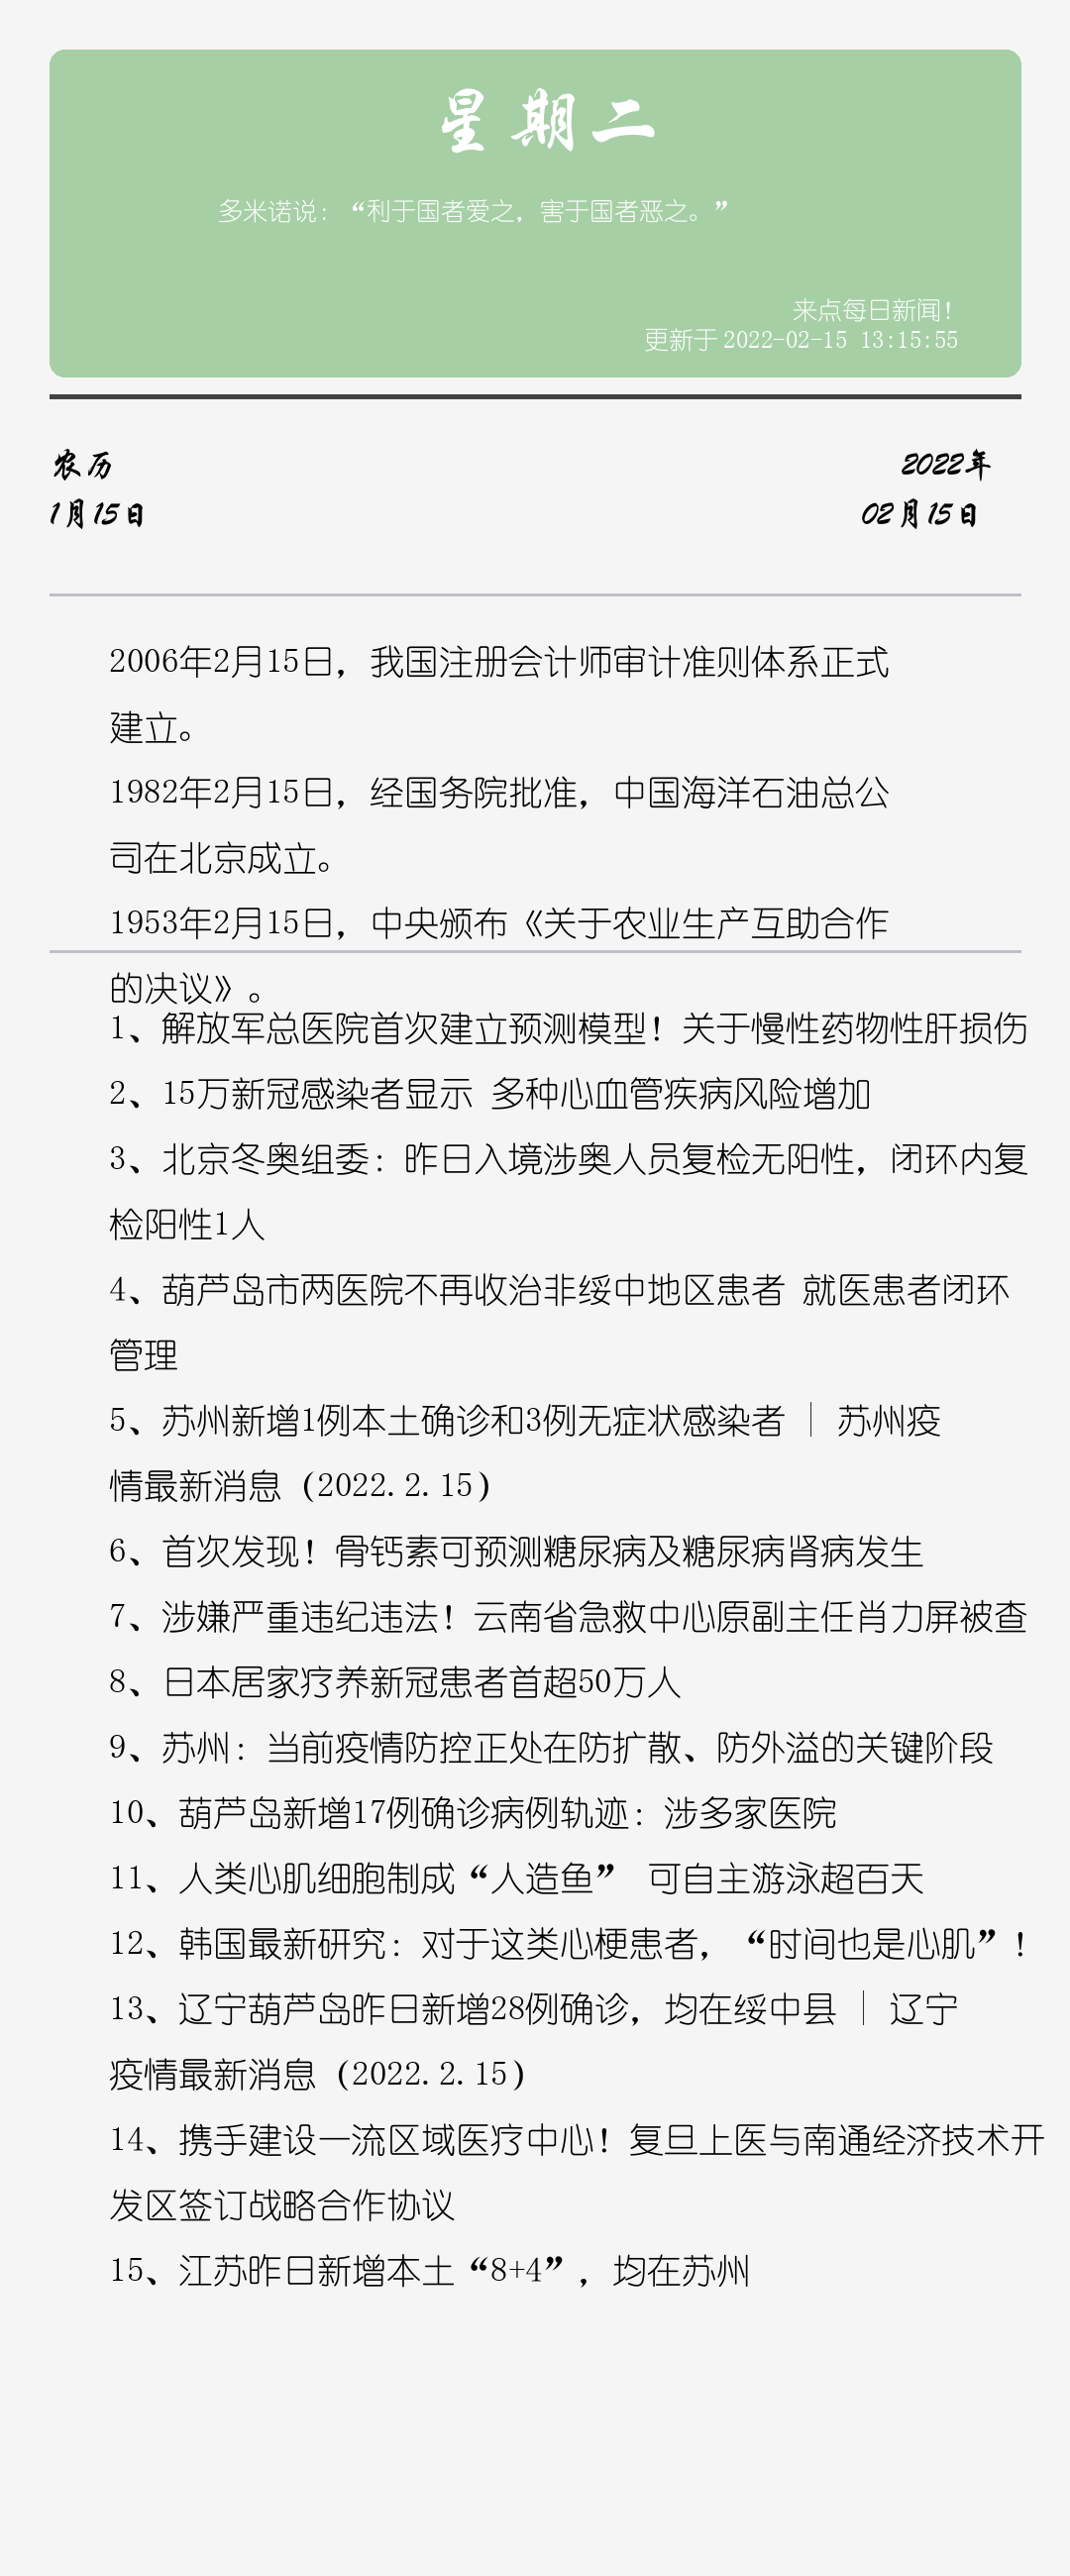 星期二
多米诺说：“利于国者爱之，害于国者恶之。”
来点每日新闻！
更新于 2022-02-15 13:15:55
农历
2022年
1月15日
02月15日
2006年2月15日，我国注册会计师审计准则体系正式
建立。
1982年2月15日，经国务院批准，中国海洋石油总公
司在北京成立。
1953年2月15日，中央颁布《关于农业生产互助合作
的决议》。
1、解放军总医院首次建立预测模型！关于慢性药物性肝损伤
2、15万新冠感染者显示 多种心血管疾病风险增加
3、北京冬奥组委：昨日入境涉奥人员复检无阳性，闭环内复
检阳性1人
4、葫芦岛市两医院不再收治非绥中地区患者 就医患者闭环
管理
5、苏州新增1例本土确诊和3例无症状感染者 | 苏州疫
情最新消息（2022.2.15）
6、首次发现！骨钙素可预测糖尿病及糖尿病肾病发生
7、涉嫌严重违纪违法！云南省急救中心原副主任肖力屏被查
8、日本居家疗养新冠患者首超50万人
9、苏州：当前疫情防控正处在防扩散、防外溢的关键阶段
10、葫芦岛新增17例确诊病例轨迹：涉多家医院
11、人类心肌细胞制成“人造鱼” 可自主游泳超百天
12、韩国最新研究：对于这类心梗患者，“时间也是心肌”！
13、辽宁葫芦岛昨日新增28例确诊，均在绥中县 | 辽宁
疫情最新消息（2022.2.15）
14、携手建设一流区域医疗中心！复旦上医与南通经济技术开
发区签订战略合作协议
15、江苏昨日新增本土“8+4”，均在苏州